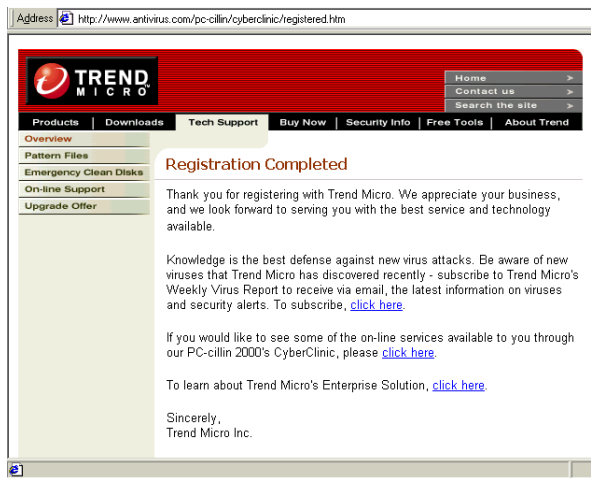 Address http://www.antivirus.com/pc-cillin/cyberclinic/registered.htm
TREND
MICRO™
Home >
Contact us >
Search the site >
Products | Downloads Tech Support Buy Now | Security Info | Free Tools | About Trend
Overview
Pattern Files
Emergency Clean Disks
On-line Support
Upgrade Offer
Registration Completed
Thank you for registering with Trend Micro. We appreciate your business,
and we look forward to serving you with the best service and technology
available.
Knowledge is the best defense against new virus attacks. Be aware of new
viruses that Trend Micro has discovered recently - subscribe to Trend Micro's
Weekly Virus Report to receive via email, the latest information on viruses
and security alerts. To subscribe, click here.
If you would like to see some of the on-line services available to you through
our PC-cillin 2000's CyberClinic, please click here.
To learn about Trend Micro's Enterprise Solution, click here.
Sincerely,
Trend Micro Inc.